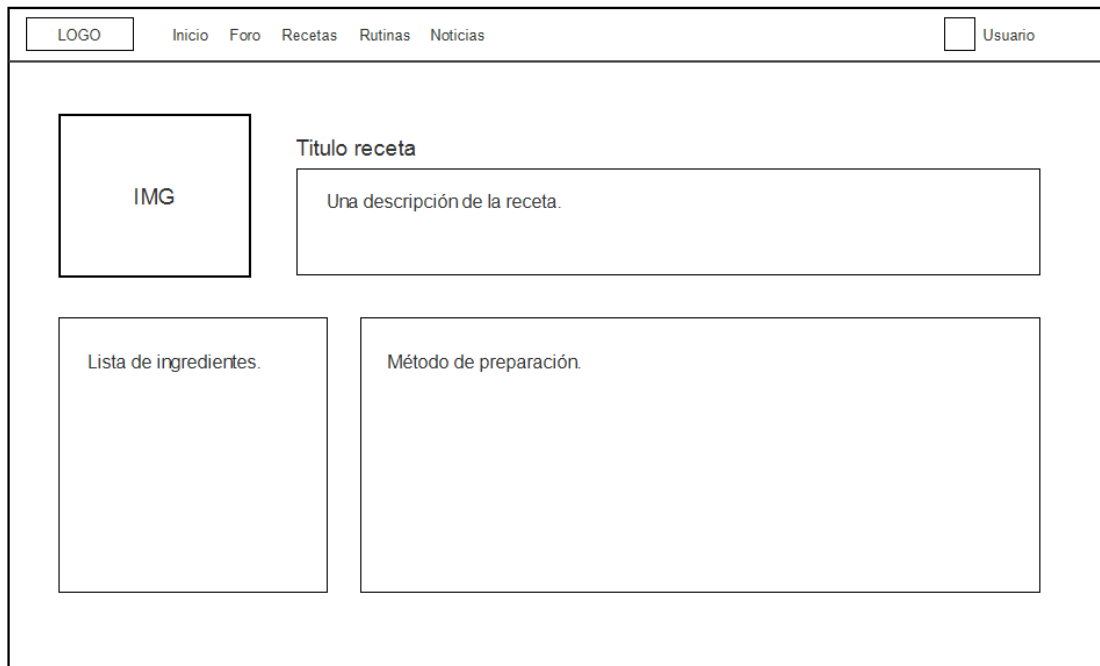 LOGO Inicio Foro Recetas Rutinas Noticias Usuario
IMG
Titulo receta
Una descripción de la receta.
Lista de ingredientes.
Método de preparación.